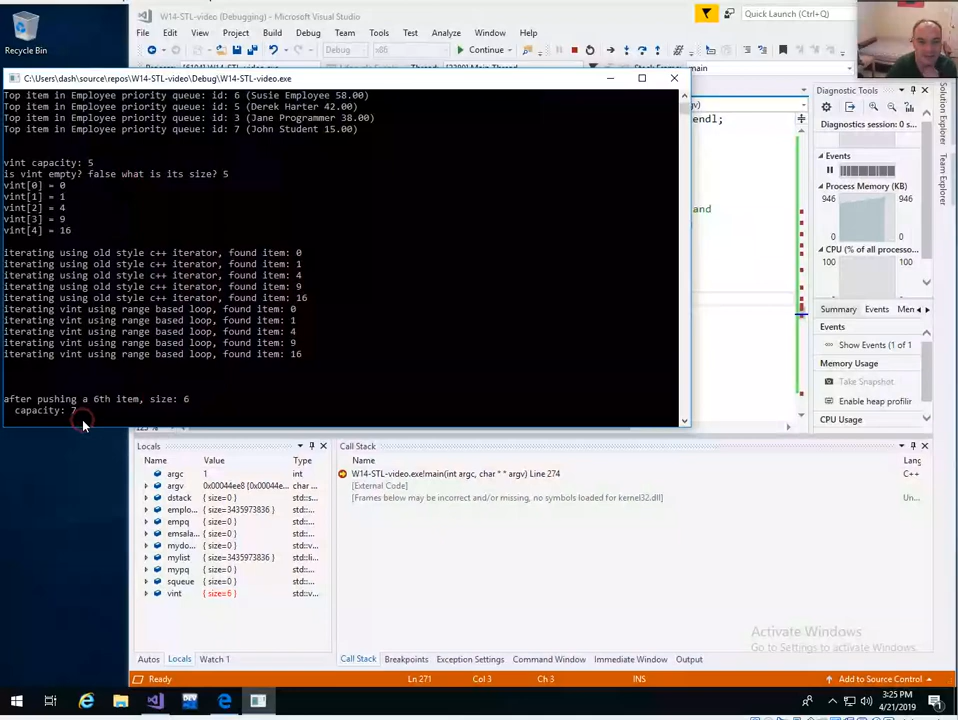 W14-STL-video (Debugging) - Microsoft Visual Studio
Quick Launch (Ctrl+Q)
Recycle Bin
File Edit View Project Build Debug Team Tools Test Analyze Window Help
Debug x86 Continue
C:\Users\dash\source\repos\W14-STL-video\Debug\W14-STL-video.exe
Top item in Employee priority queue: id: 6 (Susie Employee 58.00)
Top item in Employee priority queue: id: 5 (Derek Harter 42.00)
Top item in Employee priority queue: id: 3 (Jane Programmer 38.00)
Top item in Employee priority queue: id: 7 (John Student 15.00)
vint capacity: 5
is vint empty? false what is its size? 5
vint[0] = 0
vint[1] = 1
vint[2] = 4
vint[3] = 9
vint[4] = 16
iterating using old style c++ iterator, found item: 0
iterating using old style c++ iterator, found item: 1
iterating using old style c++ iterator, found item: 4
iterating using old style c++ iterator, found item: 9
iterating using old style c++ iterator, found item: 16
iterating vint using range based loop, found item: 0
iterating vint using range based loop, found item: 1
iterating vint using range based loop, found item: 4
iterating vint using range based loop, found item: 9
iterating vint using range based loop, found item: 16
after pushing a 6th item, size: 6
capacity: 7
endl;
and
Diagnostic Tools
Diagnostics session: 0 s...
Events
Process Memory (KB)
946 946
0 0
CPU (% of all processo...
100 100
Summary Events Men
Events
Show Events (1 of 1
Memory Usage
Take Snapshot
Enable heap profilir
CPU Usage
Solution Explorer
Team Explorer
Locals
Name Value Type
argc 1 int
argv 0x00044ee8 {0x00044e... char ...
dstack { size=0 } std::s...
emplo... { size=3435973836 } std::r...
empq { size=0 } std::...
emsala... { size=0 } std::...
mydo... { size=0 } std::v...
mylist { size=3435973836 } std::li...
mypq { size=0 } std::...
squeue { size=0 } std::...
vint { size=6 } std::v...
Autos Locals Watch 1
Call Stack
Name Lang
W14-STL-video.exe!main(int argc, char * * argv) Line 274 C++
[External Code]
[Frames below may be incorrect and/or missing, no symbols loaded for kernel32.dll] Un...
Call Stack Breakpoints Exception Settings Command Window Immediate Window Output
Activate Windows
Go to Settings to activate Windows.
Ready Ln 271 Col 3 Ch 3 INS Add to Source Control
3:25 PM
4/21/2019